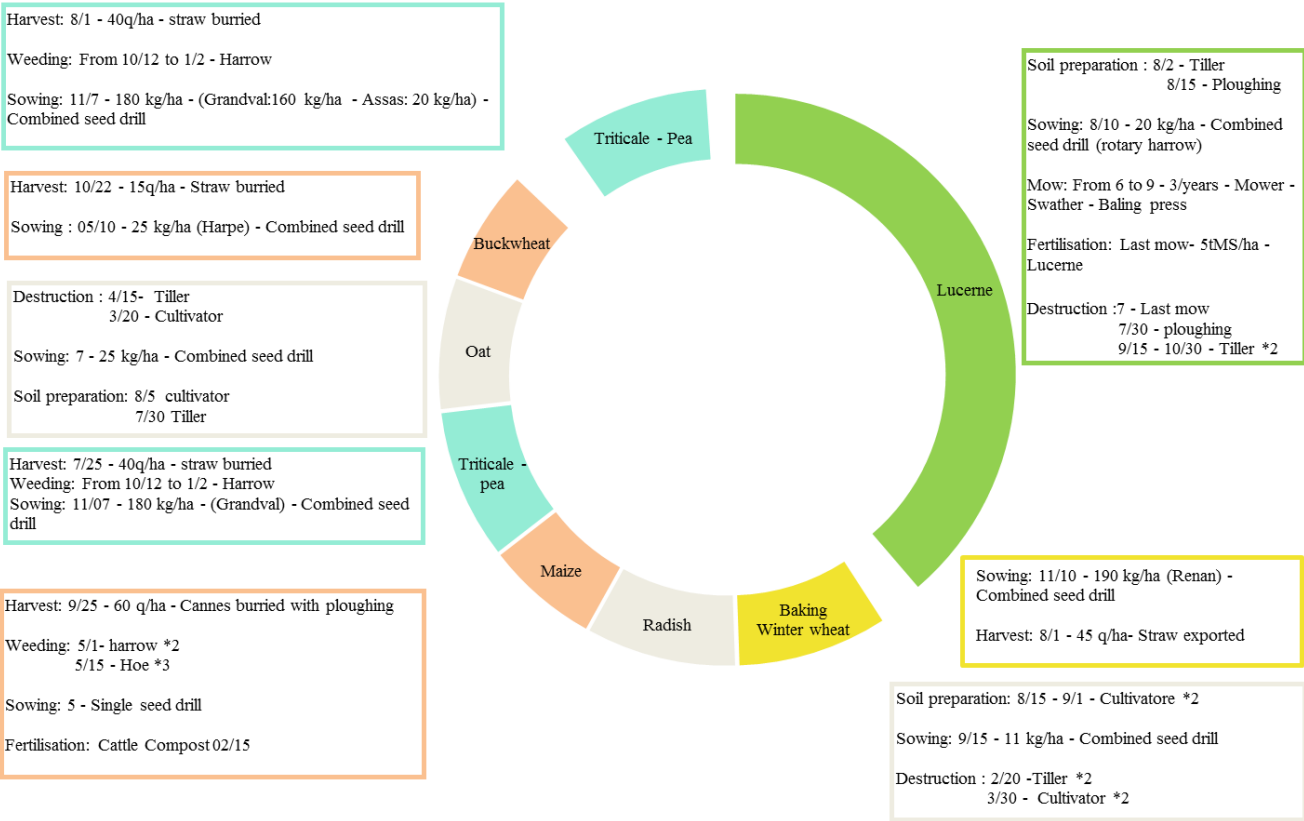 Harvest: 8/1 - 40q/ha - straw burried
Weeding: From 10/12 to 1/2 - Harrow
Sowing: 11/7 - 180 kg/ha - (Grandval:160 kg/ha - Assas: 20 kg/ha) -
Combined seed drill
Harvest: 10/22 - 15q/ha - Straw burried
Sowing : 05/10 - 25 kg/ha (Harpe) - Combined seed drill
Destruction : 4/15- Tiller
3/20 - Cultivator
Sowing: 7 - 25 kg/ha - Combined seed drill
Soil preparation: 8/5 cultivator
7/30 Tiller
Harvest: 7/25 - 40q/ha - straw burried
Weeding: From 10/12 to 1/2 - Harrow
Sowing: 11/07 - 180 kg/ha - (Grandval) - Combined seed
drill
Harvest: 9/25 - 60 q/ha - Cannes burried with ploughing
Weeding: 5/1- harrow *2
5/15 - Hoe *3
Sowing: 5 - Single seed drill
Fertilisation: Cattle Compost 02/15
Triticale - Pea
Buckwheat
Oat
Triticale -
pea
Maize
Radish
Baking
Winter wheat
Lucerne
Soil preparation : 8/2 - Tiller
8/15 - Ploughing
Sowing: 8/10 - 20 kg/ha - Combined
seed drill (rotary harrow)
Mow: From 6 to 9 - 3/years - Mower -
Swather - Baling press
Fertilisation: Last mow- 5tMS/ha -
Lucerne
Destruction :7 - Last mow
7/30 - ploughing
9/15 - 10/30 - Tiller *2
Sowing: 11/10 - 190 kg/ha (Renan) -
Combined seed drill
Harvest: 8/1 - 45 q/ha- Straw exported
Soil preparation: 8/15 - 9/1 - Cultivatore *2
Sowing: 9/15 - 11 kg/ha - Combined seed drill
Destruction : 2/20 -Tiller *2
3/30 - Cultivator *2